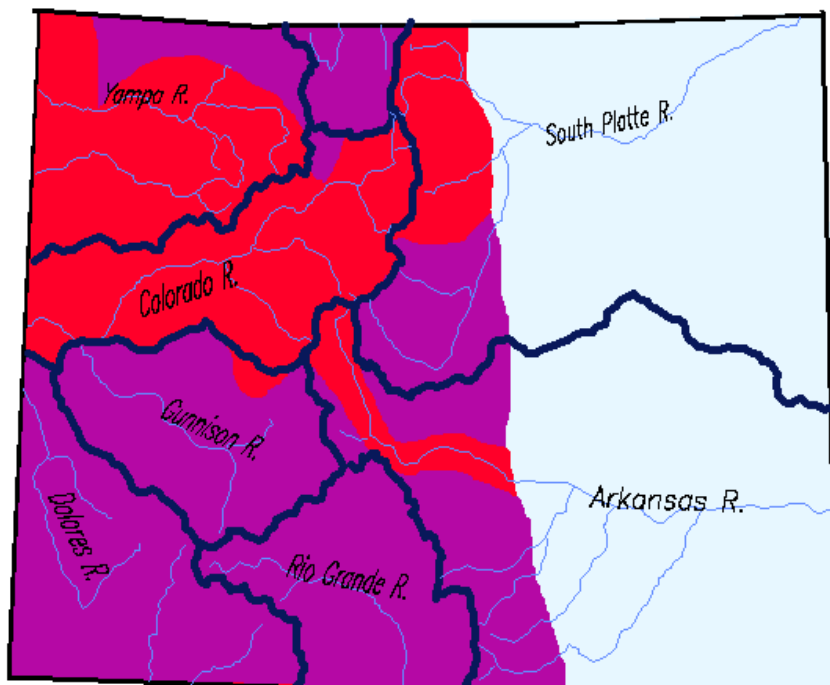 Yampa R.
South Platte R.
Colorado R.
Gunnison R.
Dolores R.
Arkansas R.
Rio Grande R.